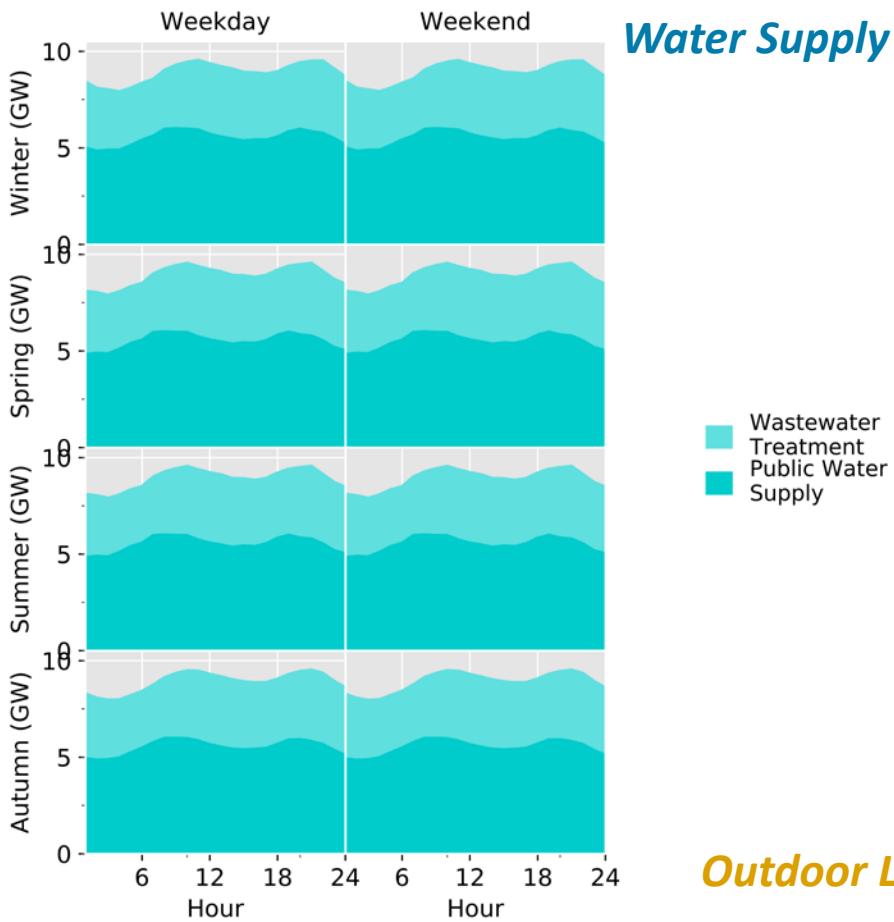 Weekday
Weekend
Water Supply
Winter (GW)
10
5
0
Spring (GW)
10
5
0
Summer (GW)
10
5
0
Autumn (GW)
10
5
0
Wastewater
Treatment
Public Water
Supply
6 12 18 24 6 12 18 24
Hour
Hour
Outdoor L